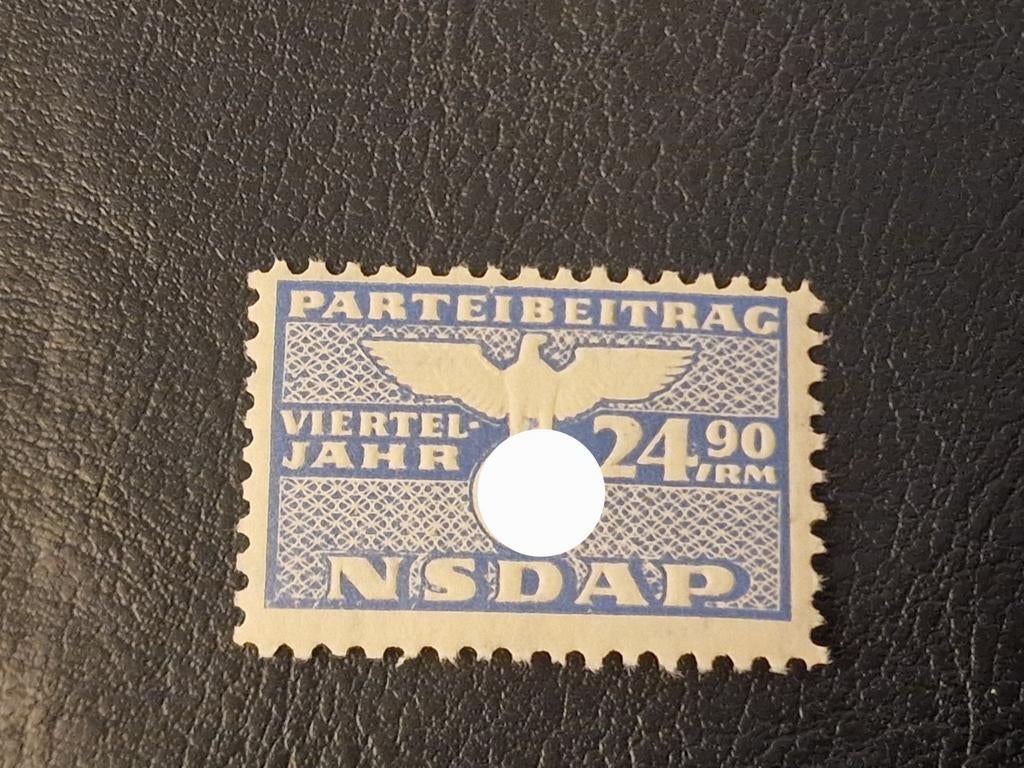 PARTEIBEITRAG
VIERTEL-
JAHR
24,90
RM
NSDAP